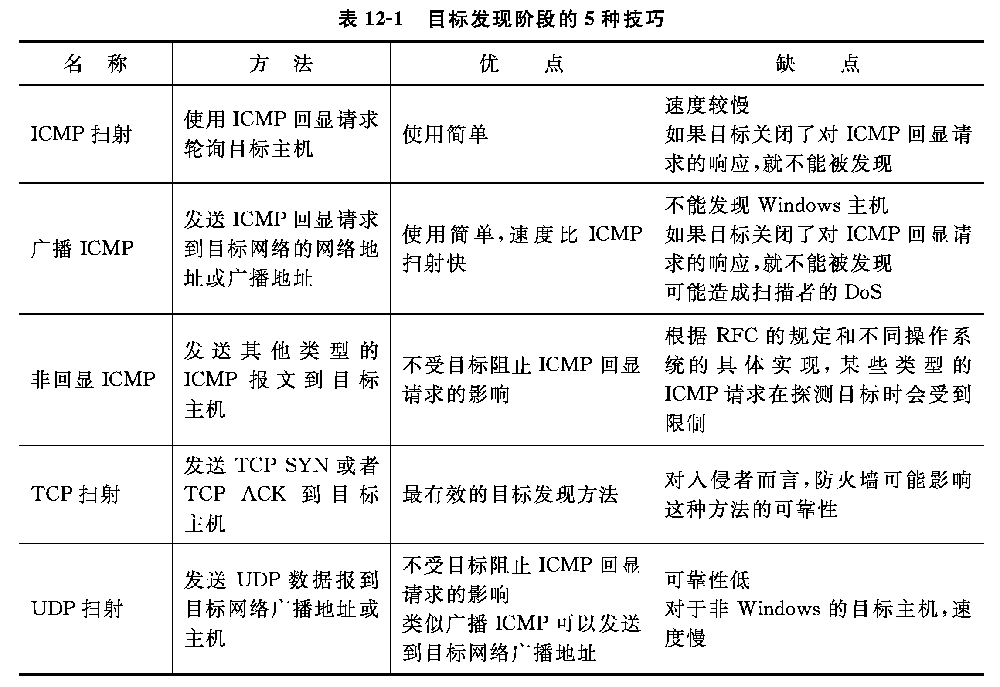 表 12-1 目标发现阶段的 5 种技巧
名 称
方 法
优 点
缺 点
ICMP 扫射
使用 ICMP 回显请求
轮询目标主机
使用简单
速度较慢
如果目标关闭了对 ICMP 回显请
求的响应,就不能被发现
广播 ICMP
发送 ICMP 回显请求
到目标网络的网络地
址或广播地址
使用简单,速度比 ICMP
扫射快
不能发现 Windows 主机
如果目标关闭了对 ICMP 回显请
求的响应,就不能被发现
可能造成扫描者的 DoS
非回显 ICMP
发送其他类型的
ICMP 报文到目标
主机
不受目标阻止 ICMP 回显
请求的影响
根据 RFC 的规定和不同操作系
统的具体实现,某些类型的
ICMP 请求在探测目标时会受到
限制
TCP 扫射
发送 TCP SYN 或者
TCP ACK 到目标
主机
最有效的目标发现方法
对入侵者而言,防火墙可能影响
这种方法的可靠性
UDP 扫射
发送 UDP 数据报到
目标网络广播地址或
主机
不受目标阻止 ICMP 回显
请求的影响
类似广播 ICMP 可以发送
到目标网络广播地址
可靠性低
对于非 Windows 的目标主机,速
度慢